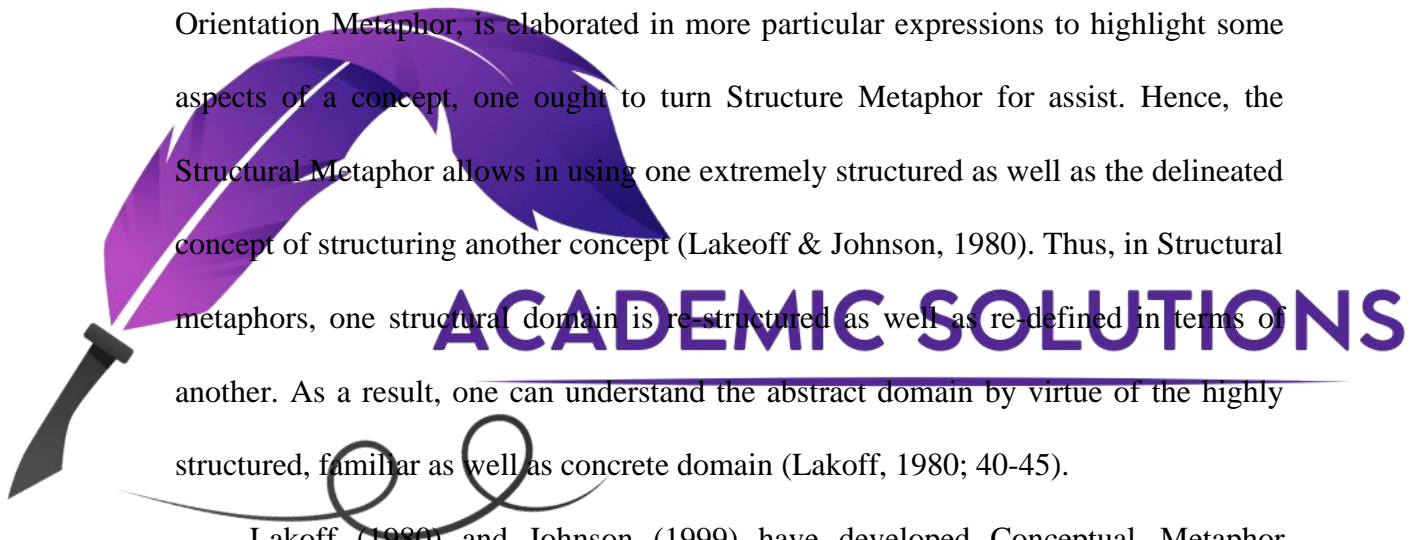 Orientation Metaphor, is elaborated in more particular expressions to highlight some
aspects of a concept, one ought to turn Structure Metaphor for assist. Hence, the
Structural Metaphor allows in using one extremely structured as well as the delineated
concept of structuring another concept (Lakeoff & Johnson, 1980). Thus, in Structural
ACADEMIC SOLUTIONS
metaphors, one structural domain is re-structured as well as re-defined in terms of
another. As a result, one can understand the abstract domain by virtue of the highly
structured, familiar as well as concrete domain (Lakoff, 1980; 40-45).
Lakoff (1980) and Johnson (1999) have developed Conceptual Metaphor